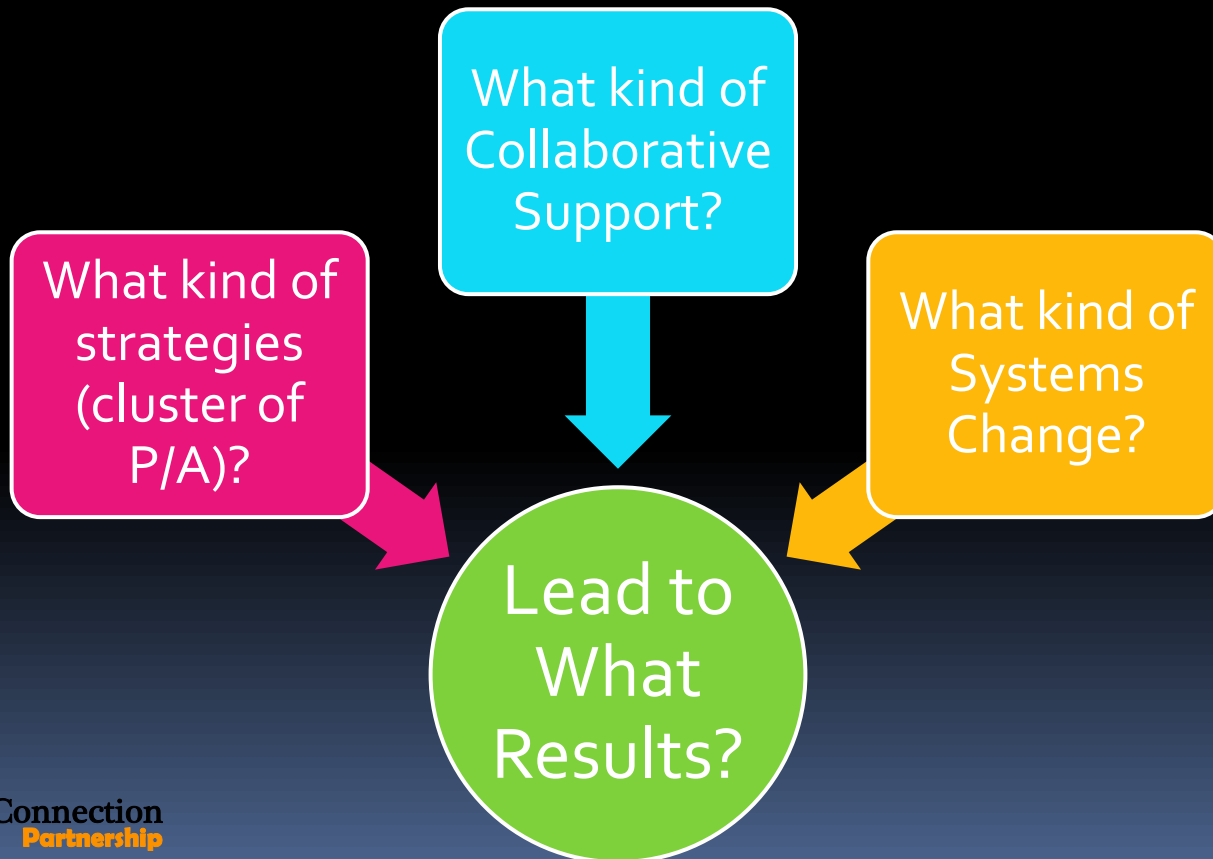 What kind of
Collaborative
Support?
What kind of
strategies
(cluster of
P/A)?
What kind of
Systems
Change?
Lead to
What
Results?
Connection
Partnership